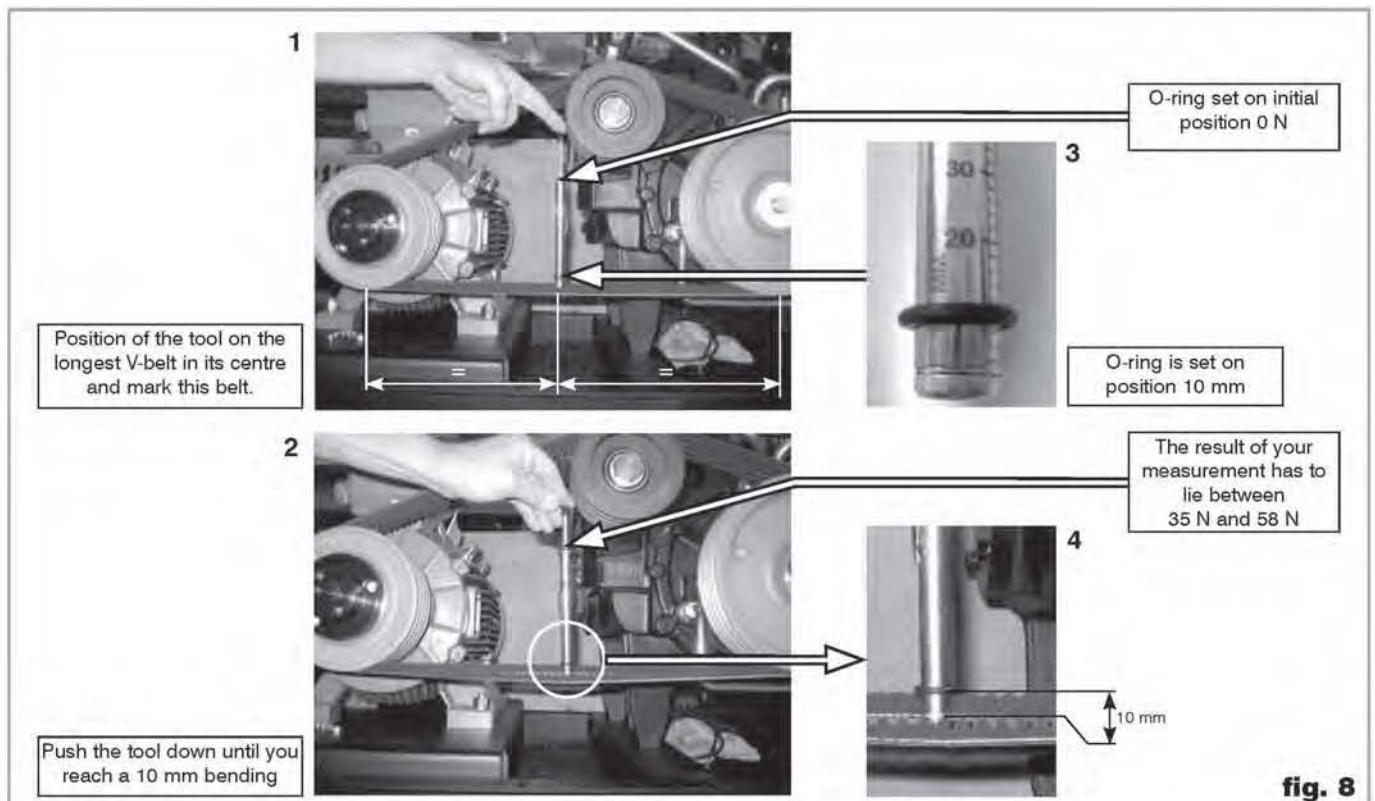 1
O-ring set on initial
position 0 N
3
30
20
Position of the tool on the
longest V-belt in its centre
and mark this belt.
=
=
O-ring is set on
position 10 mm
2
The result of your
measurement has to
lie between
35 N and 58 N
4
10 mm
Push the tool down until you
reach a 10 mm bending
fig. 8